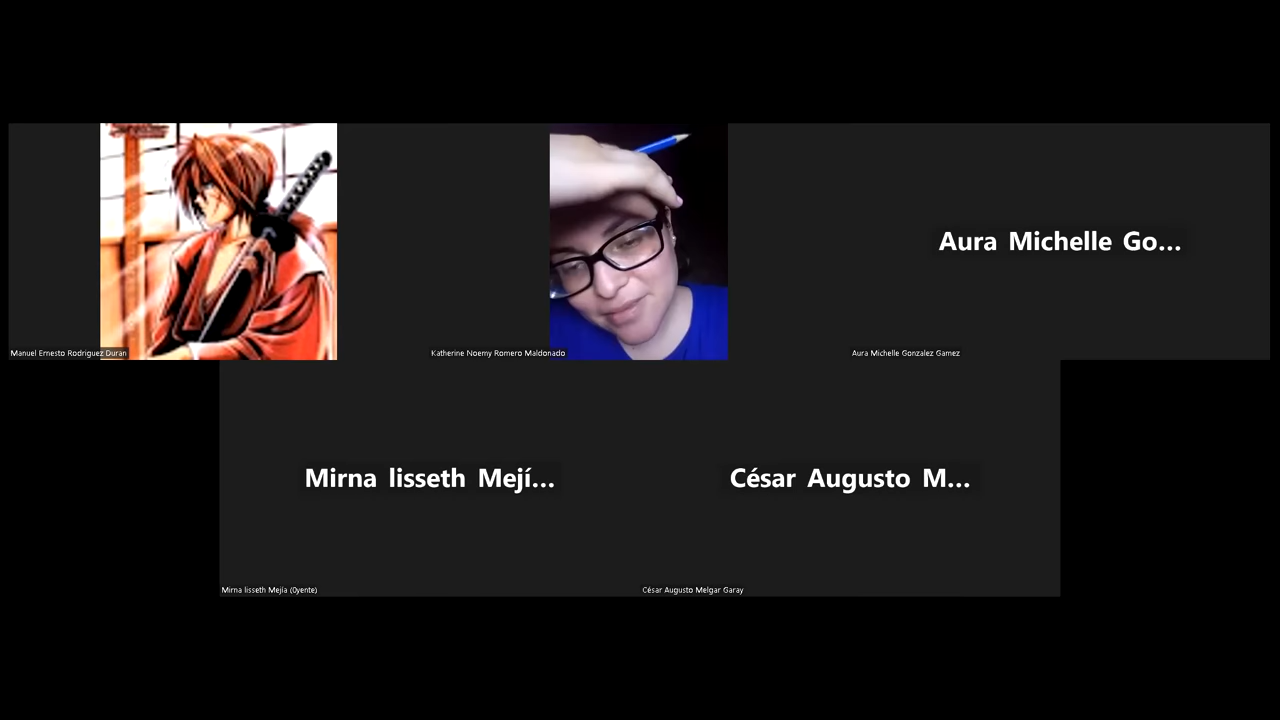 Aura Michelle Go...
Manuel Ernesto Rodriguez Duran
Katherine Noemy Romero Maldonado
Aura Michelle Gonzalez Gamez
Mirna lisseth Mejí...
César Augusto M...
Mirna lisseth Mejía (0yente)
César Augusto Melgar Garay